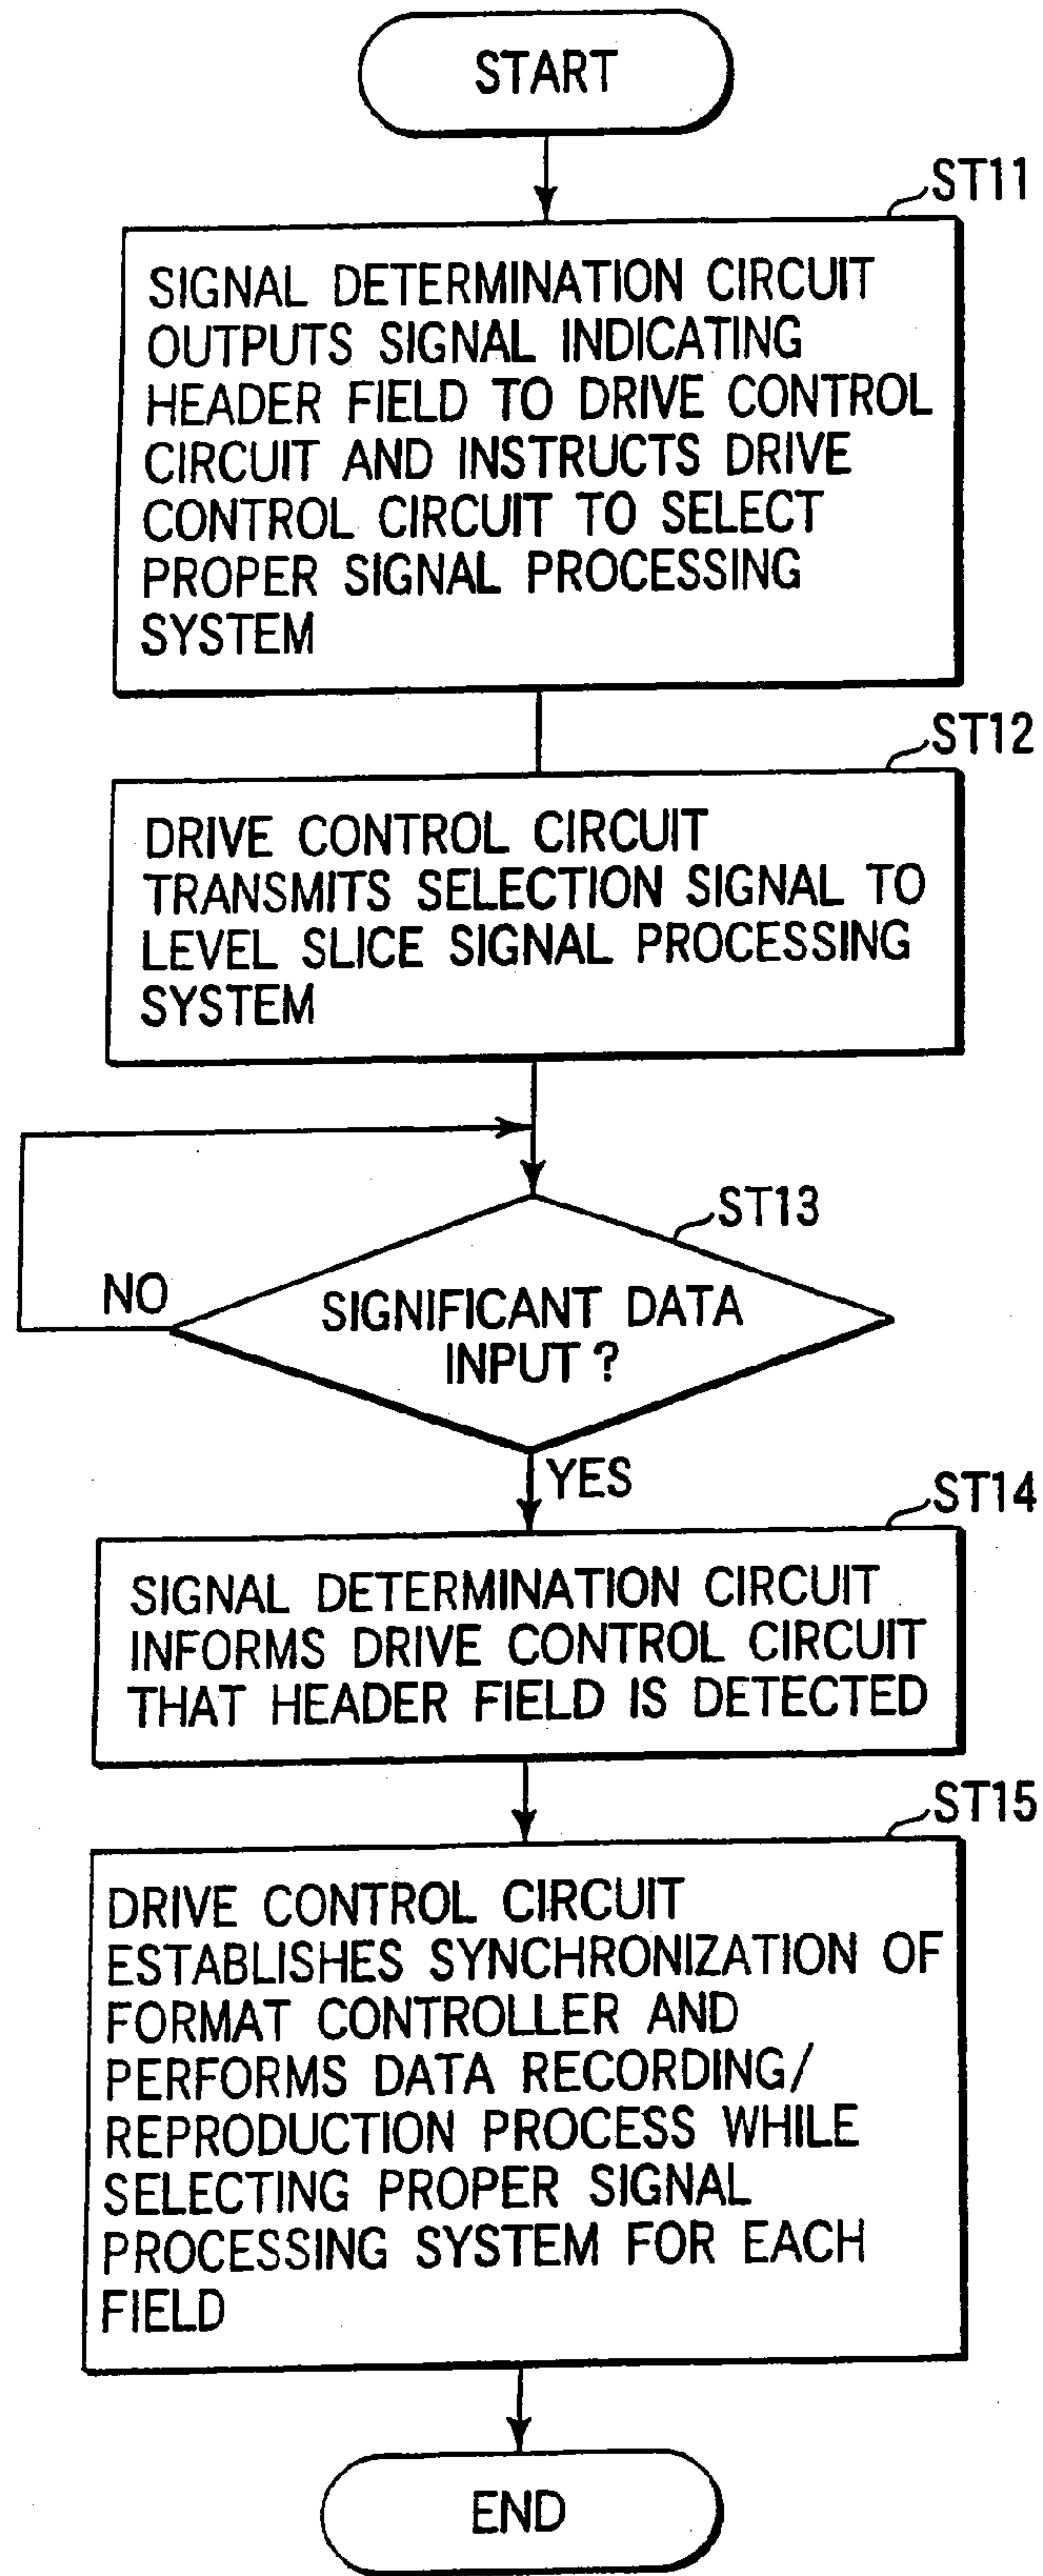 START
ST11
SIGNAL DETERMINATION CIRCUIT
OUTPUTS SIGNAL INDICATING
HEADER FIELD TO DRIVE CONTROL
CIRCUIT AND INSTRUCTS DRIVE
CONTROL CIRCUIT TO SELECT
PROPER SIGNAL PROCESSING
SYSTEM
ST12
DRIVE CONTROL CIRCUIT
TRANSMITS SELECTION SIGNAL TO
LEVEL SLICE SIGNAL PROCESSING
SYSTEM
ST13
NO
SIGNIFICANT DATA
INPUT ?
YES
ST14
SIGNAL DETERMINATION CIRCUIT
INFORMS DRIVE CONTROL CIRCUIT
THAT HEADER FIELD IS DETECTED
ST15
DRIVE CONTROL CIRCUIT
ESTABLISHES SYNCHRONIZATION OF
FORMAT CONTROLLER AND
PERFORMS DATA RECORDING/
REPRODUCTION PROCESS WHILE
SELECTING PROPER SIGNAL
PROCESSING SYSTEM FOR EACH
FIELD
END